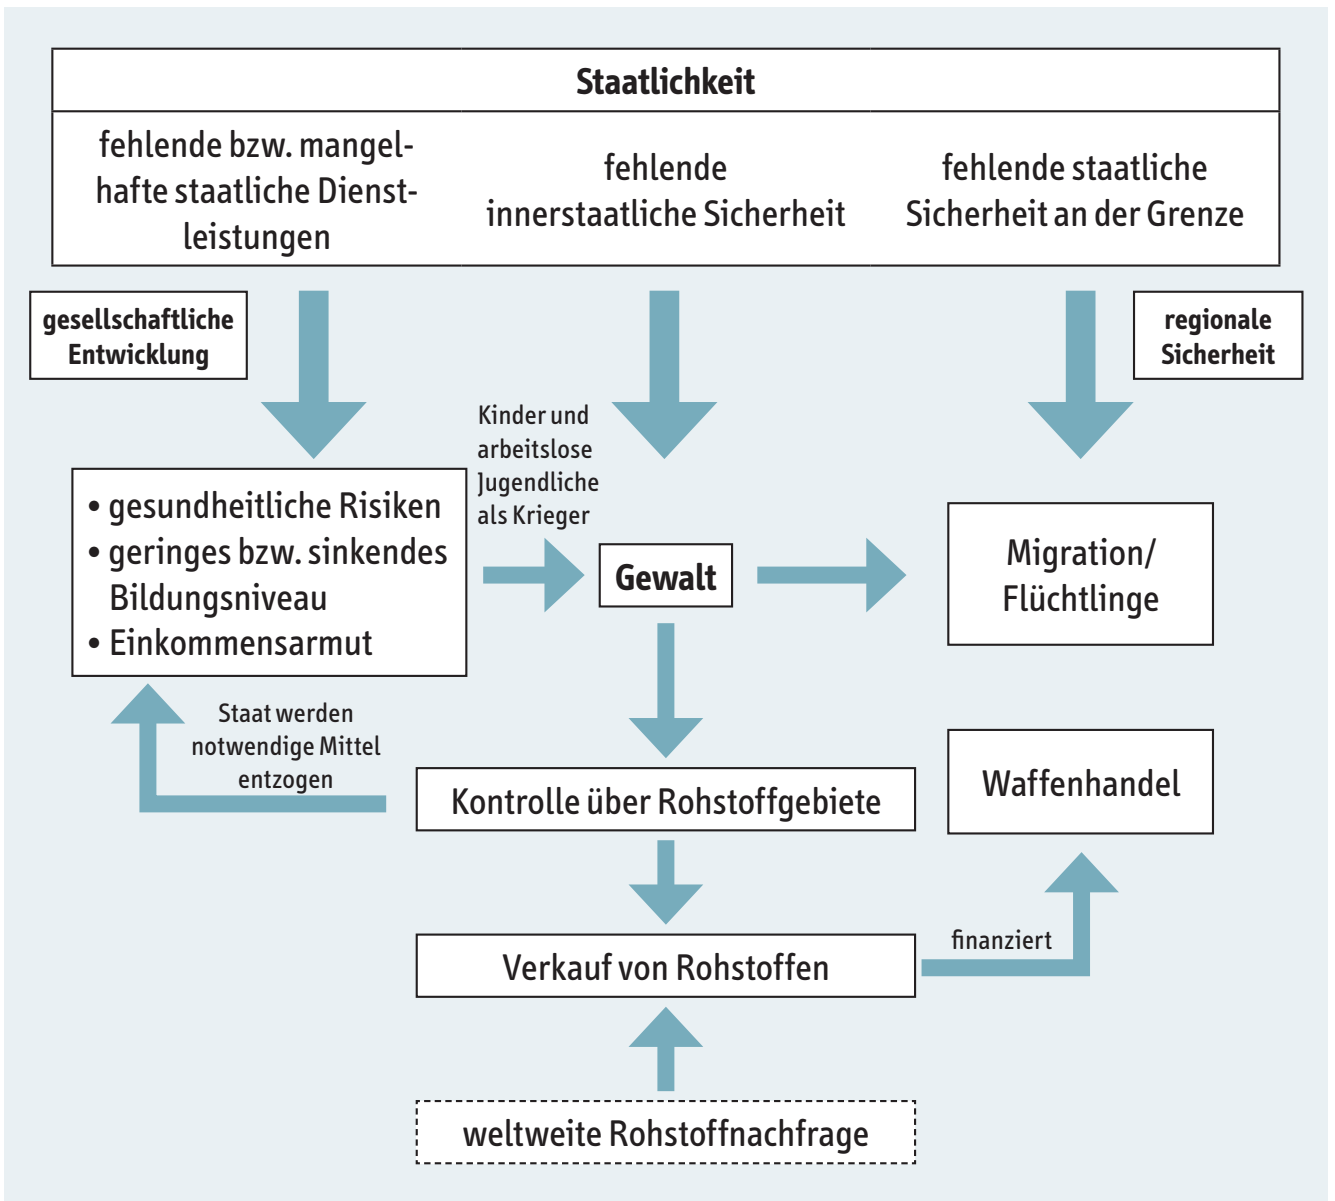 Staatlichkeit
fehlende bzw. mangel-
hafte staatliche Dienst-
leistungen
fehlende
innerstaatliche Sicherheit
fehlende staatliche
Sicherheit an der Grenze
gesellschaftliche
Entwicklung
regionale
Sicherheit
Kinder und
arbeitslose
Jugendliche
als Krieger
• gesundheitliche Risiken
• geringes bzw. sinkendes
Bildungsniveau
• Einkommensarmut
Gewalt
Migration/
Flüchtlinge
Staat werden
notwendige Mittel
entzogen
Kontrolle über Rohstoffgebiete
Waffenhandel
Verkauf von Rohstoffen
finanziert
weltweite Rohstoffnachfrage